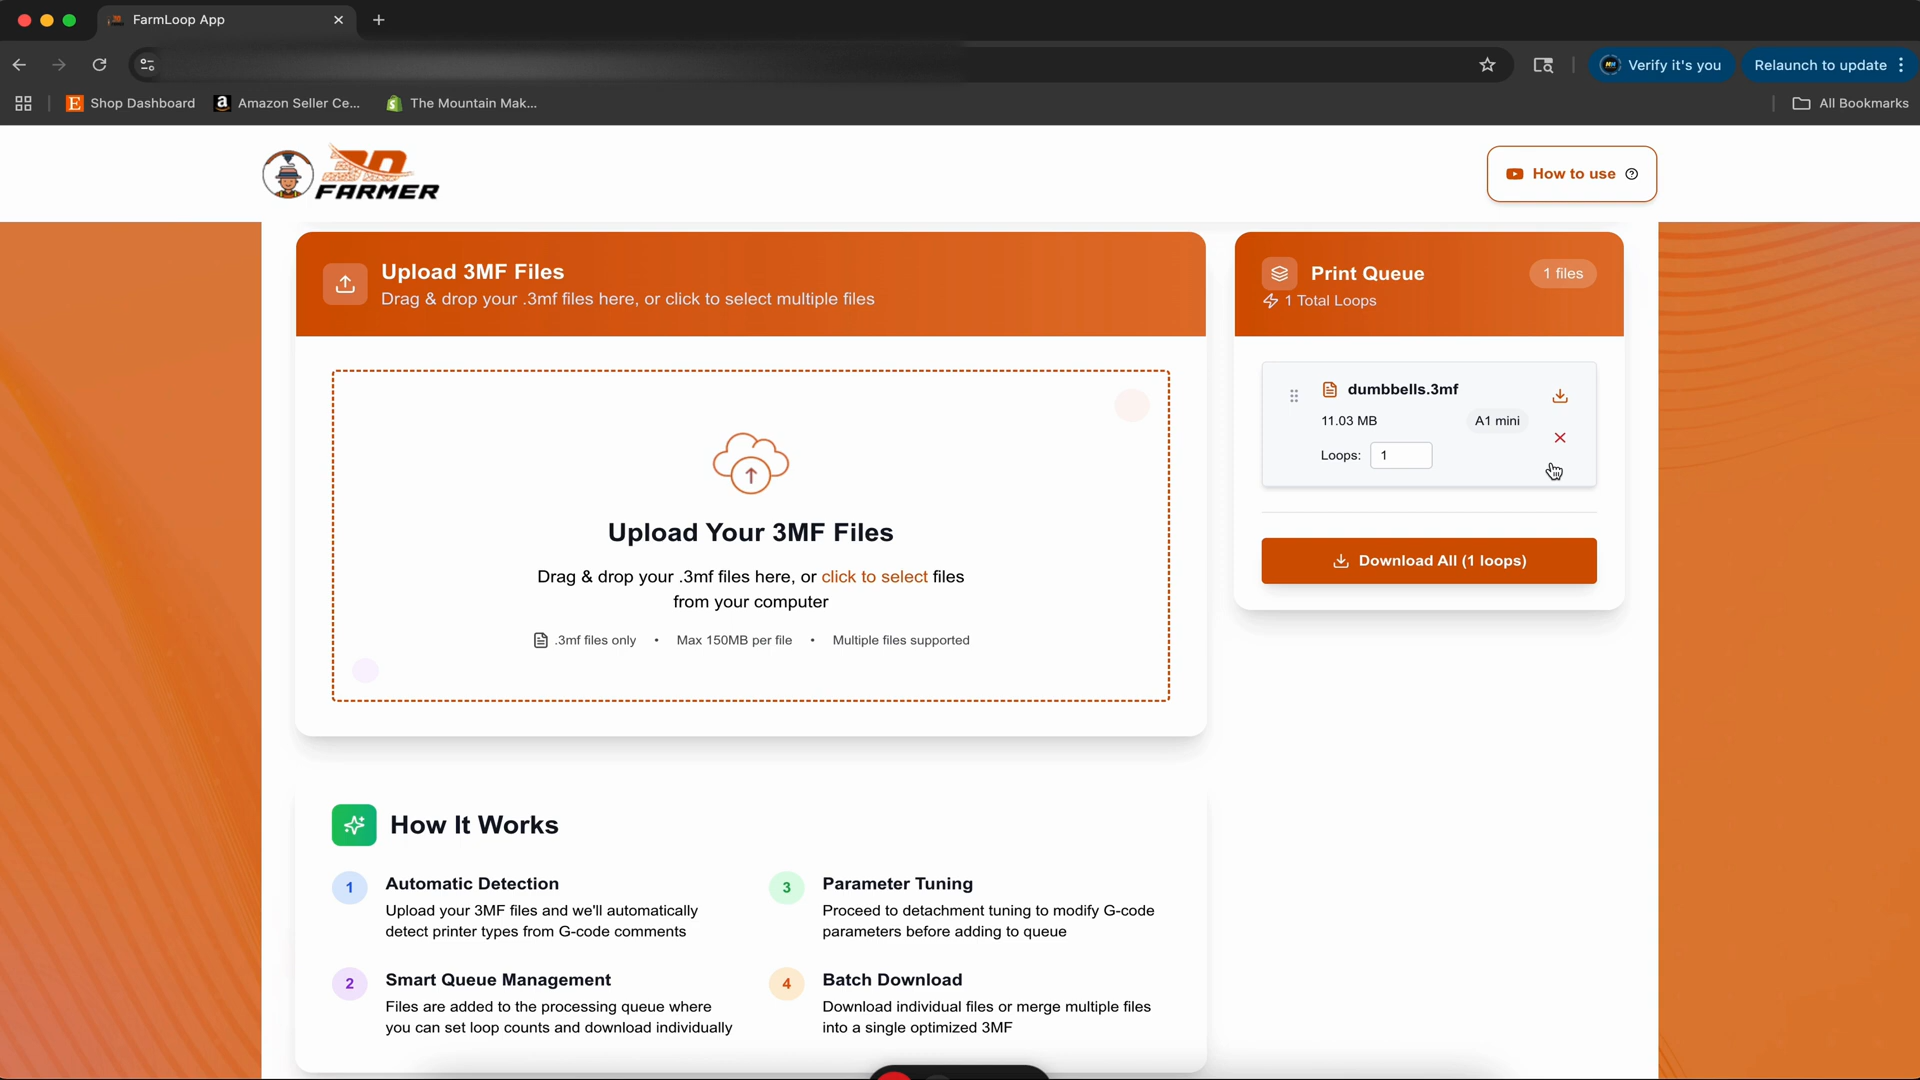 FarmLoop App
Verify it's you
Relaunch to update
Shop Dashboard
Amazon Seller Ce...
The Mountain Mak...
All Bookmarks
3D
FARMER
How to use
Upload 3MF Files
Drag & drop your .3mf files here, or click to select multiple files
Upload Your 3MF Files
Drag & drop your .3mf files here, or click to select files
from your computer
.3mf files only • Max 150MB per file • Multiple files supported
Print Queue
1 files
1 Total Loops
dumbbells.3mf
11.03 MB
A1 mini
Loops: 1
Download All (1 loops)
How It Works
1
Automatic Detection
Upload your 3MF files and we'll automatically
detect printer types from G-code comments
2
Smart Queue Management
Files are added to the processing queue where
you can set loop counts and download individually
3
Parameter Tuning
Proceed to detachment tuning to modify G-code
parameters before adding to queue
4
Batch Download
Download individual files or merge multiple files
into a single optimized 3MF